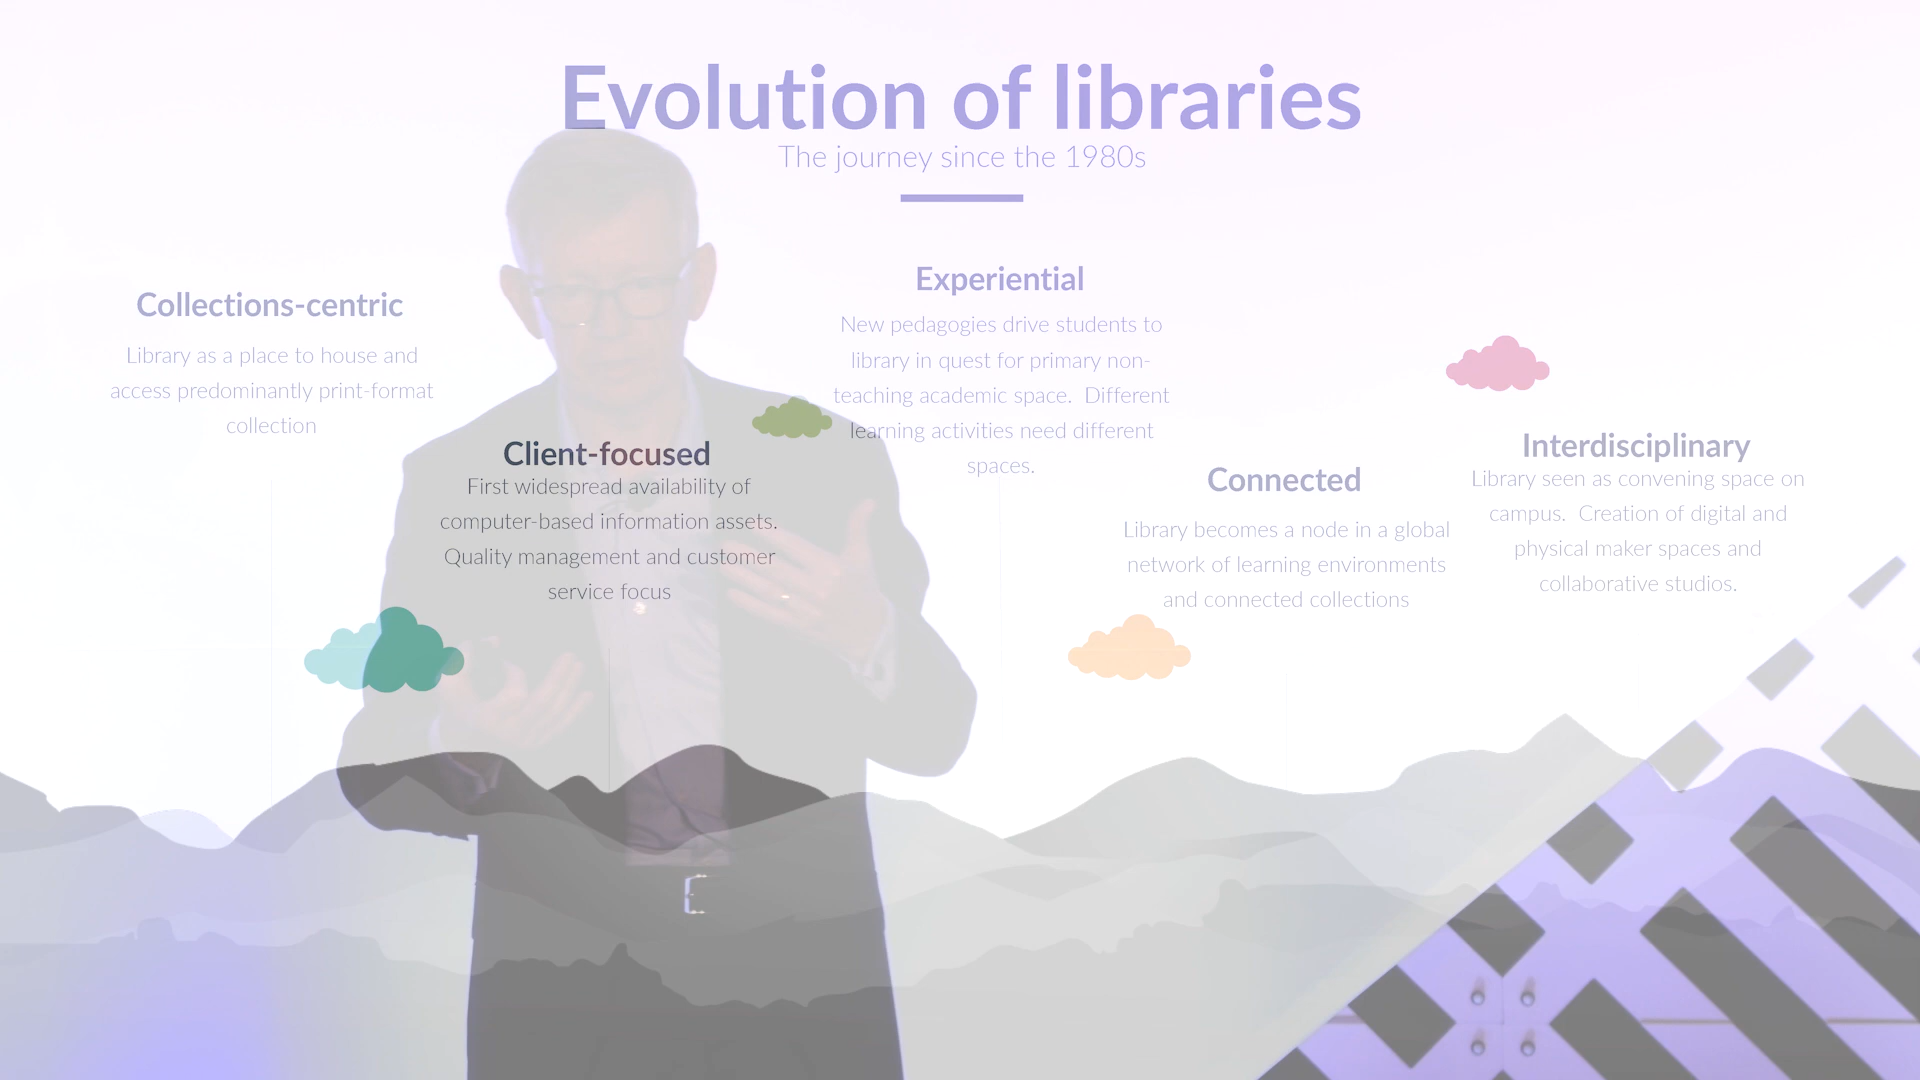 Evolution of libraries
The journey since the 1980s
Collections-centric
Library as a place to house and
access predominantly print-format
collection
Client-focused
First widespread availability of
computer-based information assets.
Quality management and customer
service focus
Experiential
New pedagogies drive students to
library in quest for primary non-
teaching academic space.  Different
learning activities need different
spaces.
Connected
Library becomes a node in a global
network of learning environments
and connected collections
Interdisciplinary
Library seen as convening space on
campus.  Creation of digital and
physical maker spaces and
collaborative studios.